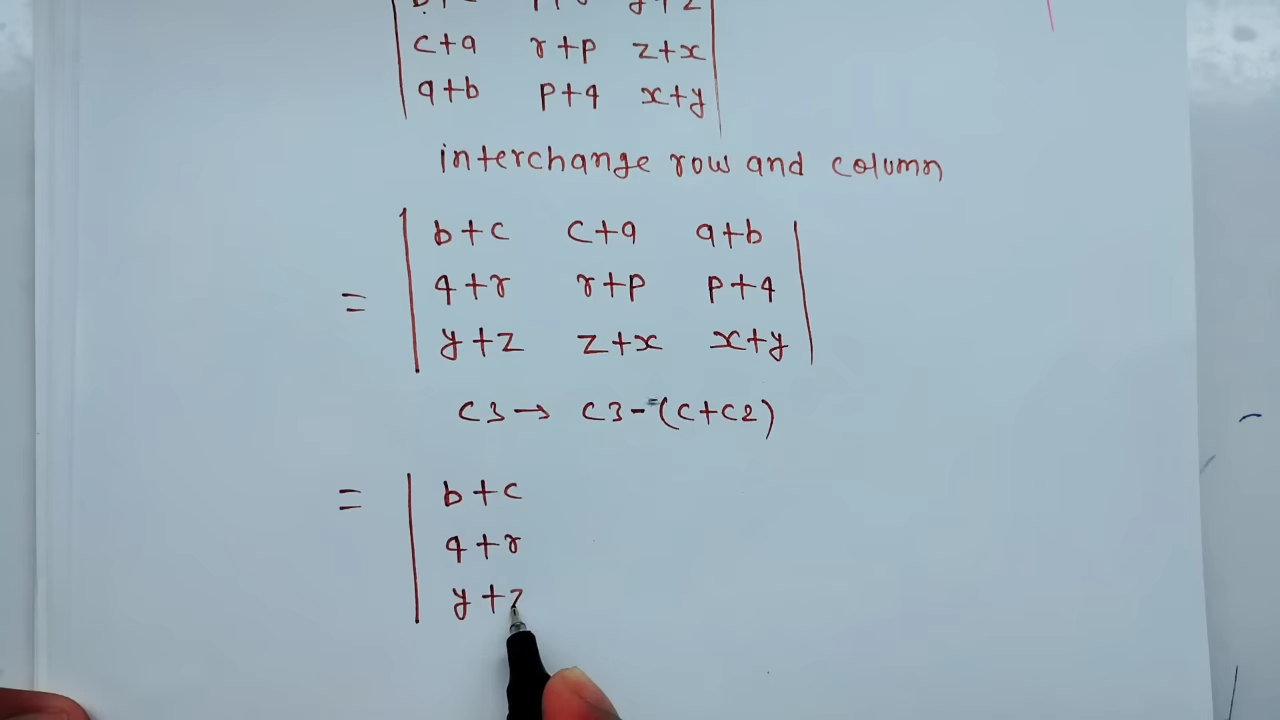 c+a r+p z+x
a+b p+q x+y
interchange row and column
b+c c+a a+b
= q+r r+p p+q
y+z z+x x+y
C3→ C3-(C+C2)
= b+c
q+r
y+z